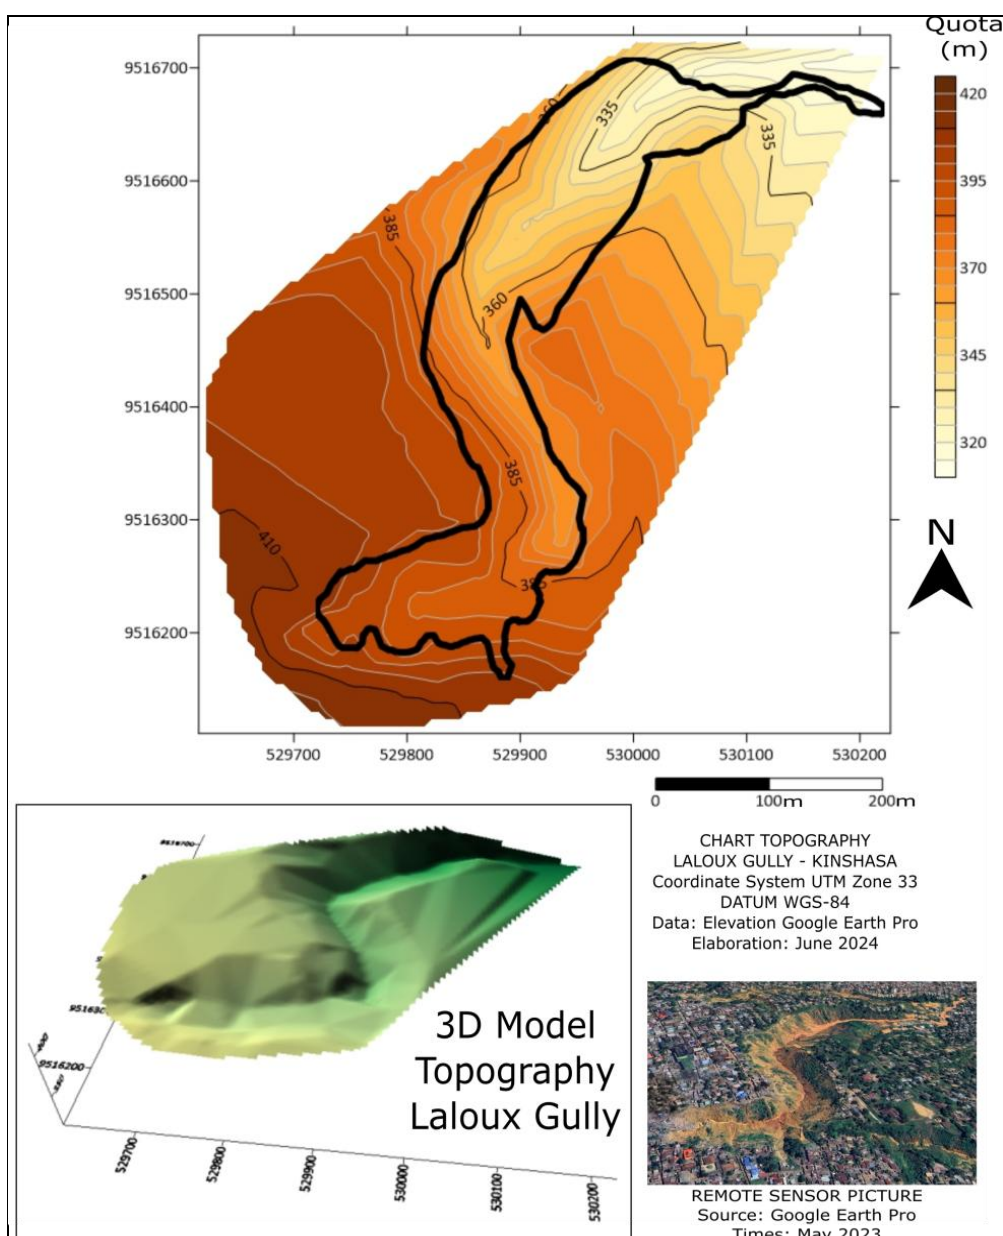 Quota
(m)
9516700
9516600
9516500
9516400
9516300
9516200
529700
529800
529900
530000
530100
530200
360
335
335
385
360
385
410
385
420
395
370
345
320
N
0
100m
200m
CHART TOPOGRAPHY
LALOUX GULLY - KINSHASA
Coordinate System UTM Zone 33
DATUM WGS-84
Data: Elevation Google Earth Pro
Elaboration: June 2024
9516700
9516200
529700
529800
529900
530000
530100
530200
3D Model
Topography
Laloux Gully
REMOTE SENSOR PICTURE
Source: Google Earth Pro
Times: May 2023